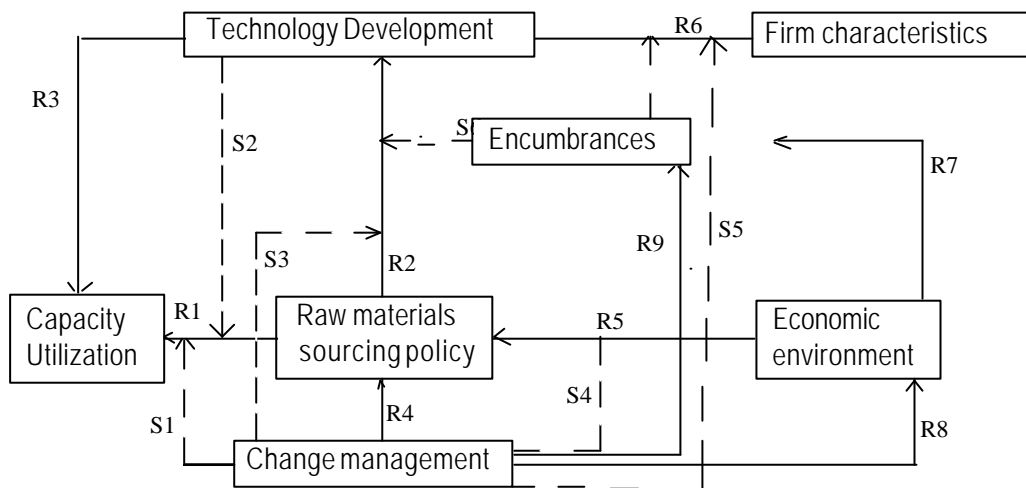 Technology Development
R6
Firm characteristics
R3
S2
Encumbrances
R7
S3
R2
R9
S5
Capacity
Utilization
R1
Raw materials
sourcing policy
R5
Economic
environment
S1
R4
S4
R8
Change management